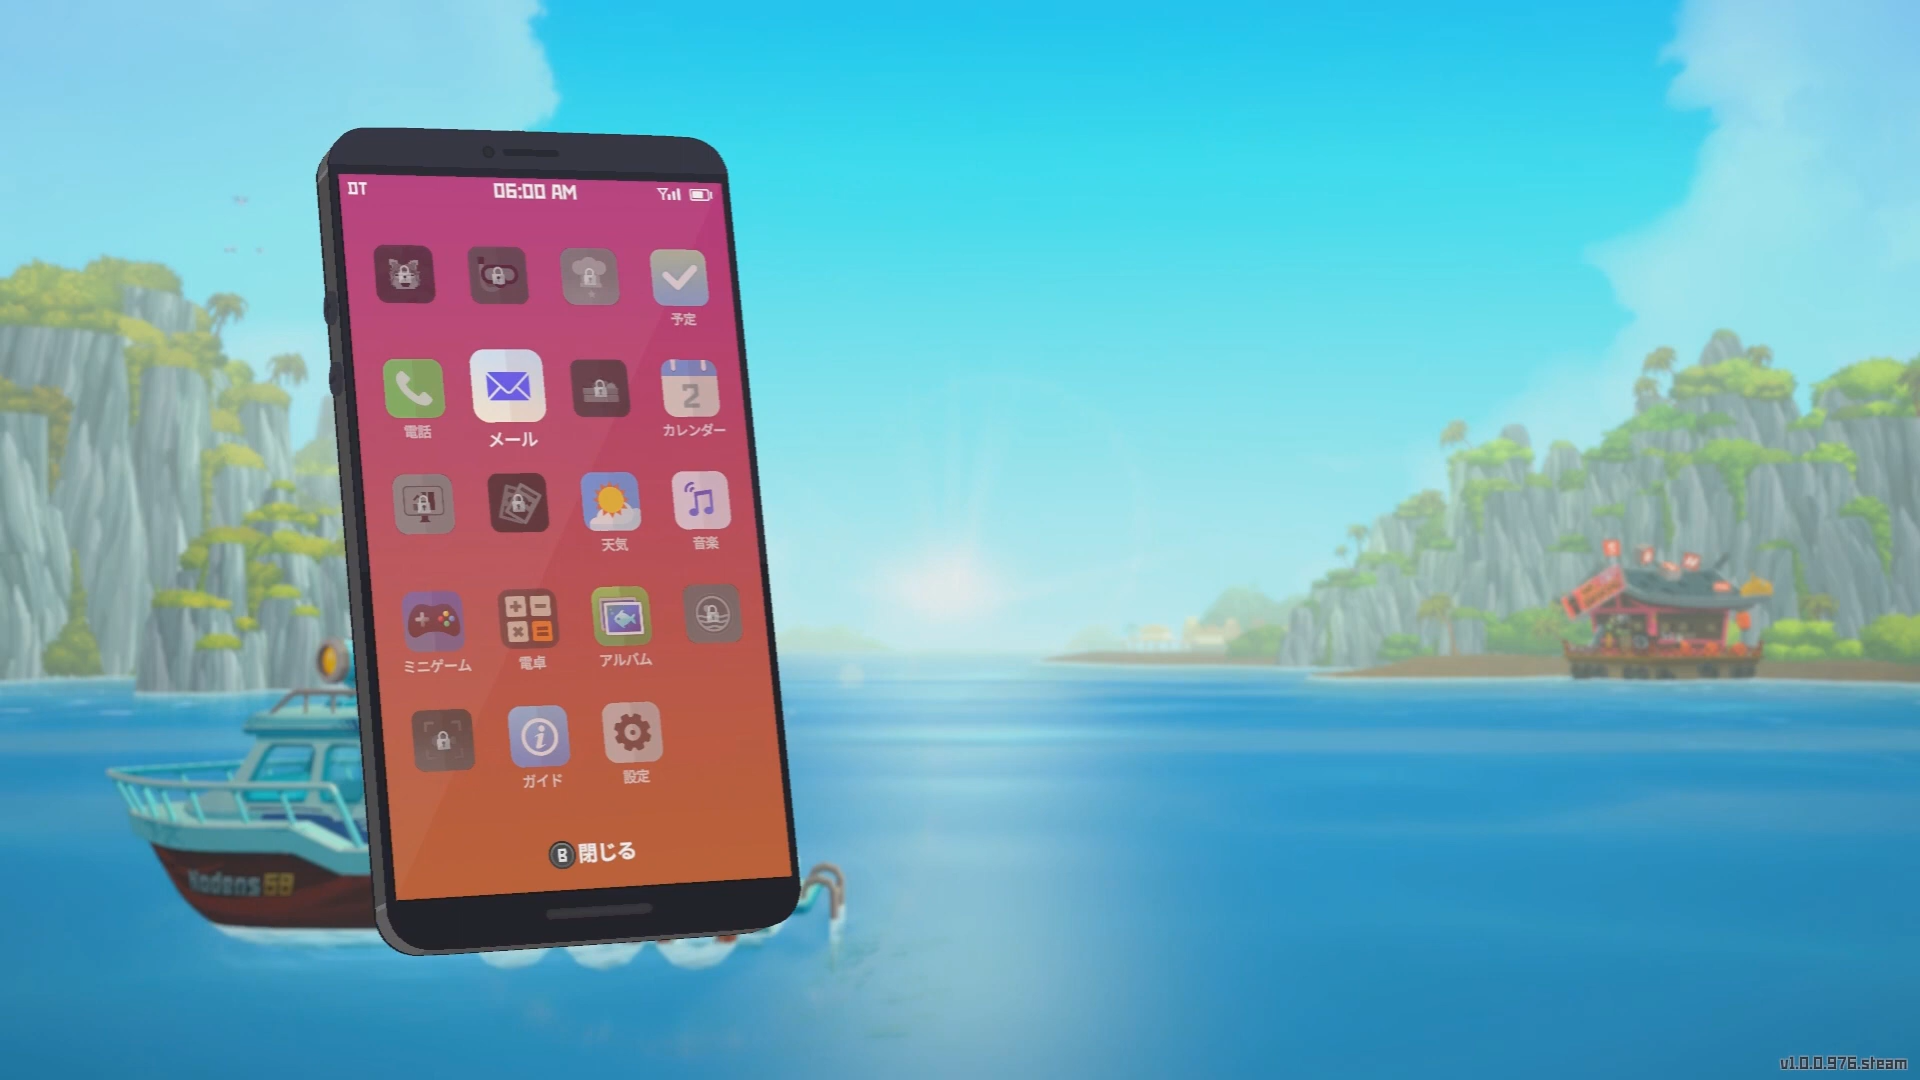 DT 06:00 AM
予定
電話 メール カレンダー
2
天気 音楽
ミニゲーム 電卓 アルバム
ガイド 設定
B 閉じる
Nodens68
v1.0.0.976.steam